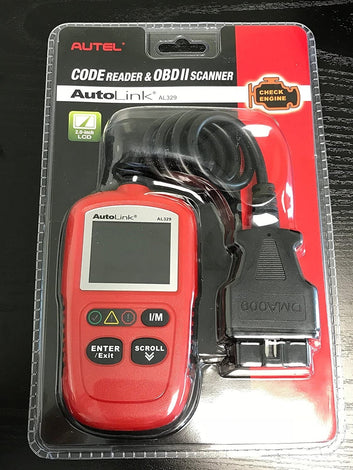 AUTEL
CODE READER & OBD II SCANNER
AutoLink® AL329
CHECK
ENGINE
2.0-inch
LCD
AutoLink®
AL329
I/M
ENTER
/Exit
SCROLL